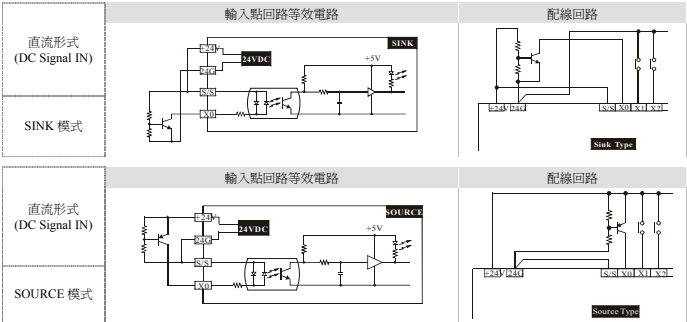 輸入點回路等效電路
配線回路
直流形式
(DC Signal IN)
SINK 模式
+24V
24VDC
24G
S/S
X0
+5V
SINK
+24V 24G S/S X0 X1 X2
Sink Type
輸入點回路等效電路
配線回路
直流形式
(DC Signal IN)
SOURCE 模式
+24V
24VDC
24G
S/S
X0
+5V
SOURCE
+24V 24G S/S X0 X1 X2
Source Type